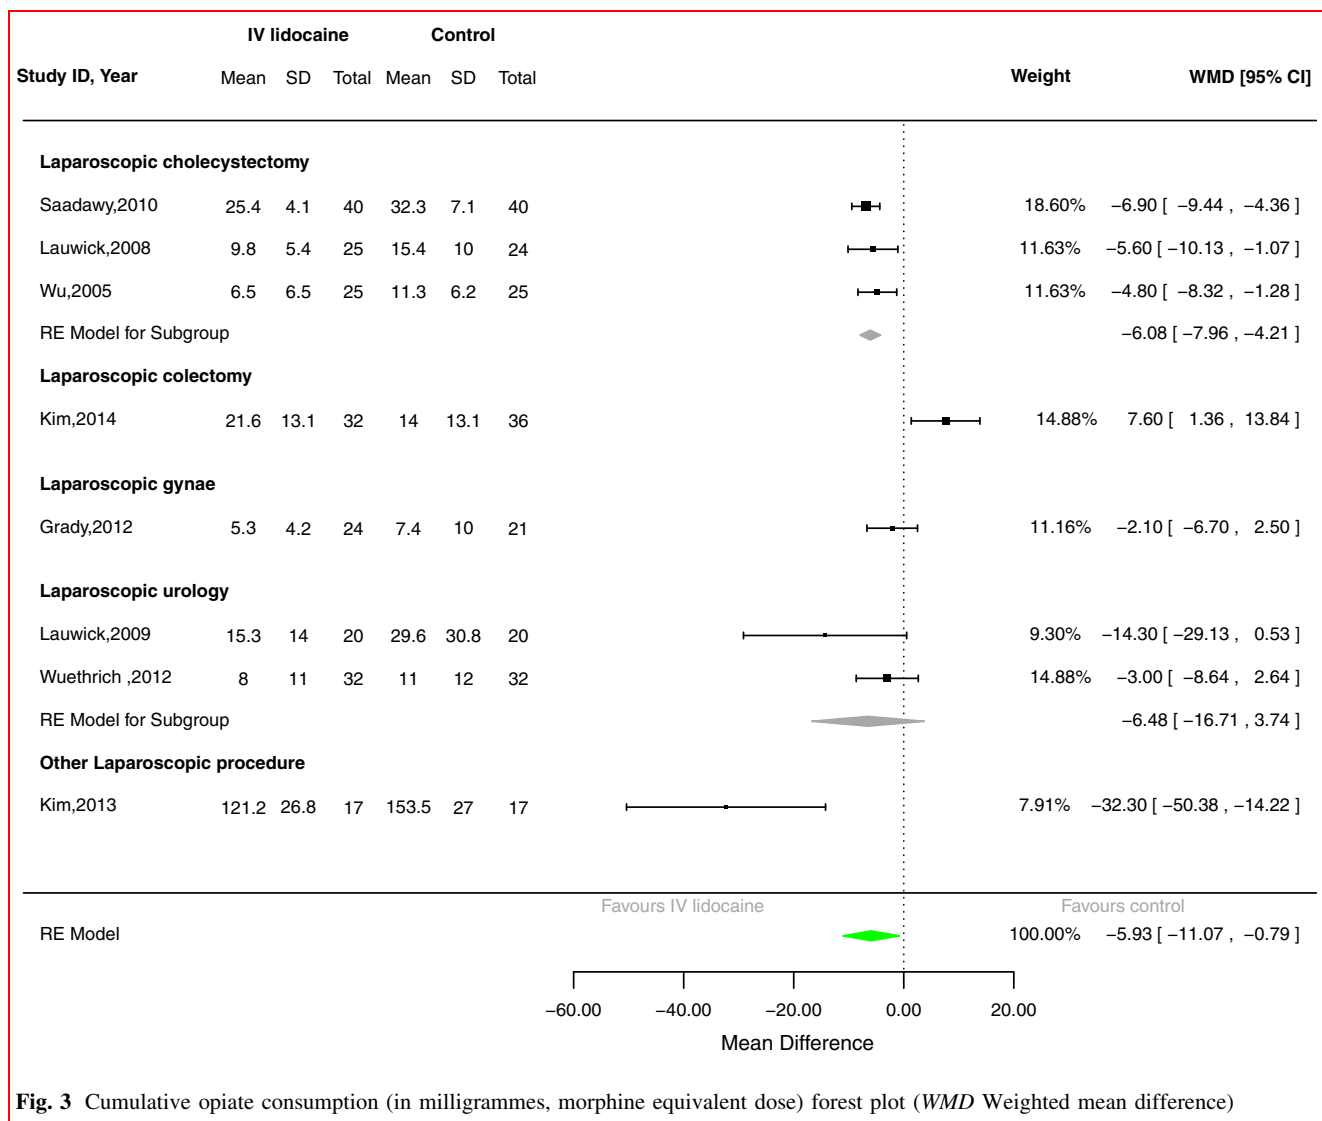 IV lidocaine Control
Study ID, Year Mean SD Total Mean SD Total Weight WMD [95% CI]
Laparoscopic cholecystectomy
Saadawy,2010 25.4 4.1 40 32.3 7.1 40 18.60% −6.90 [ −9.44 , −4.36 ]
Lauwick,2008 9.8 5.4 25 15.4 10 24 11.63% −5.60 [ −10.13 , −1.07 ]
Wu,2005 6.5 6.5 25 11.3 6.2 25 11.63% −4.80 [ −8.32 , −1.28 ]
RE Model for Subgroup −6.08 [ −7.96 , −4.21 ]
Laparoscopic colectomy
Kim,2014 21.6 13.1 32 14 13.1 36 14.88% 7.60 [ 1.36 , 13.84 ]
Laparoscopic gynae
Grady,2012 5.3 4.2 24 7.4 10 21 11.16% −2.10 [ −6.70 , 2.50 ]
Laparoscopic urology
Lauwick,2009 15.3 14 20 29.6 30.8 20 9.30% −14.30 [ −29.13 , 0.53 ]
Wuethrich ,2012 8 11 32 11 12 32 14.88% −3.00 [ −8.64 , 2.64 ]
RE Model for Subgroup −6.48 [ −16.71 , 3.74 ]
Other Laparoscopic procedure
Kim,2013 121.2 26.8 17 153.5 27 17 7.91% −32.30 [ −50.38 , −14.22 ]
Favours IV lidocaine Favours control
RE Model 100.00% −5.93 [ −11.07 , −0.79 ]
−60.00 −40.00 −20.00 0.00 20.00
Mean Difference
Fig. 3 Cumulative opiate consumption (in milligrammes, morphine equivalent dose) forest plot (WMD Weighted mean difference)